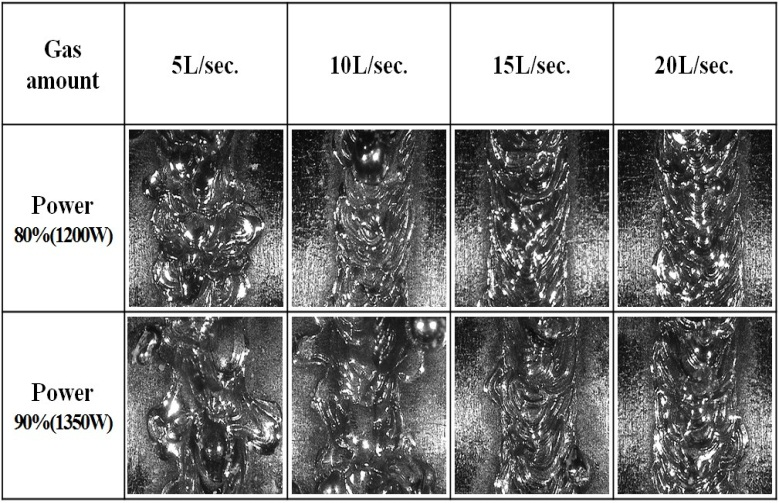 Gas
amount
5L/sec.
10L/sec.
15L/sec.
20L/sec.
Power
80%(1200W)
Power
90%(1350W)